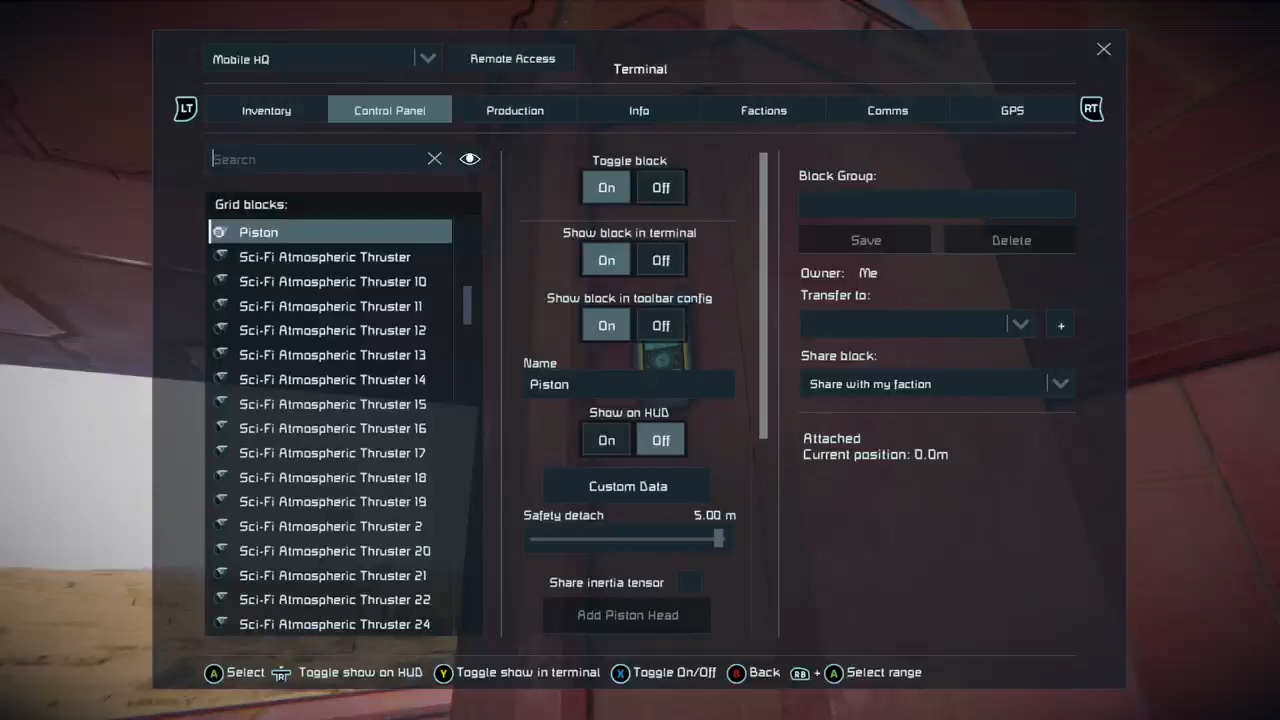 Mobile HQ
Remote Access
Terminal
LT
Inventory
Control Panel
Production
Info
Factions
Comms
GPS
RT
Search
Grid blocks:
Piston
Sci-Fi Atmospheric Thruster
Sci-Fi Atmospheric Thruster 10
Sci-Fi Atmospheric Thruster 11
Sci-Fi Atmospheric Thruster 12
Sci-Fi Atmospheric Thruster 13
Sci-Fi Atmospheric Thruster 14
Sci-Fi Atmospheric Thruster 15
Sci-Fi Atmospheric Thruster 16
Sci-Fi Atmospheric Thruster 17
Sci-Fi Atmospheric Thruster 18
Sci-Fi Atmospheric Thruster 19
Sci-Fi Atmospheric Thruster 2
Sci-Fi Atmospheric Thruster 20
Sci-Fi Atmospheric Thruster 21
Sci-Fi Atmospheric Thruster 22
Sci-Fi Atmospheric Thruster 24
Toggle block
On Off
Show block in terminal
On Off
Show block in toolbar config
On Off
Name
Piston
Show on HUD
On Off
Custom Data
Safety detach 5.00 m
Share inertia tensor
Add Piston Head
Block Group:
Save Delete
Owner: Me
Transfer to:
+
Share block:
Share with my faction
Attached
Current position: 0.0m
A Select R Toggle show on HUD Y Toggle show in terminal X Toggle On/Off B Back RB + A Select range